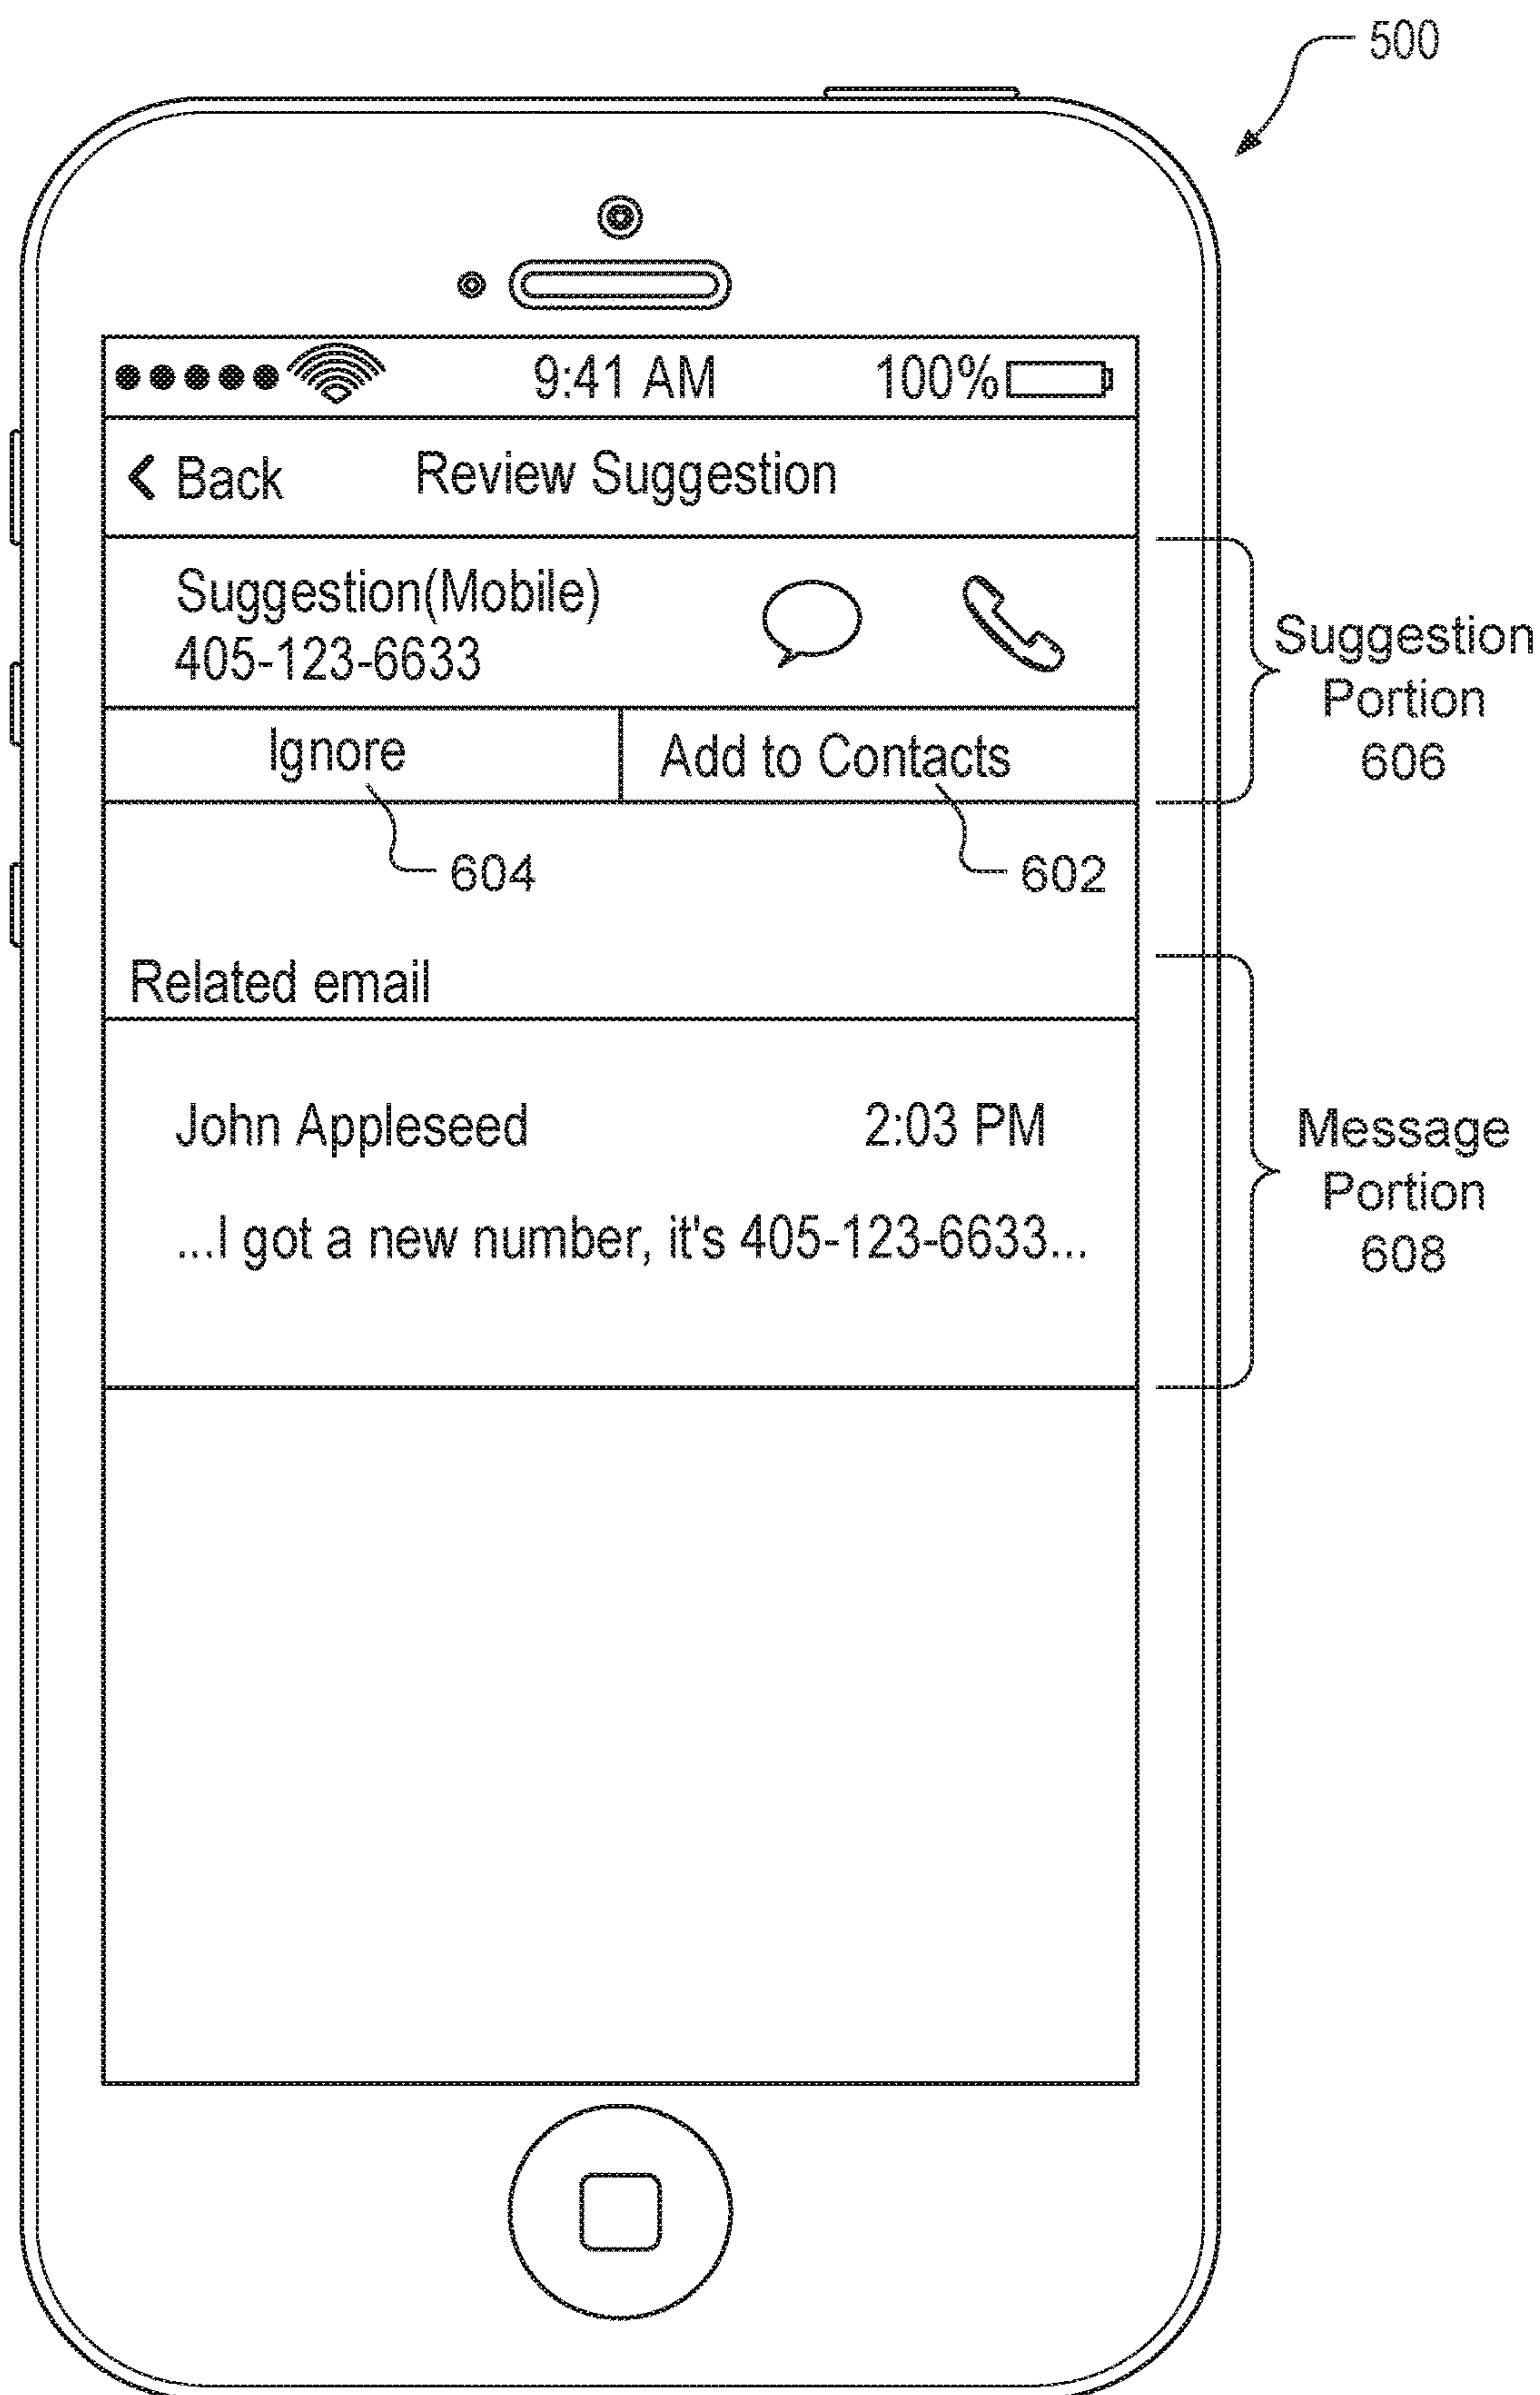 500
9:41 AM 100%
Back Review Suggestion
Suggestion(Mobile)
405-123-6633
Ignore Add to Contacts
604 602
Suggestion
Portion
606
Related email
John Appleseed 2:03 PM
...I got a new number, it's 405-123-6633...
Message
Portion
608